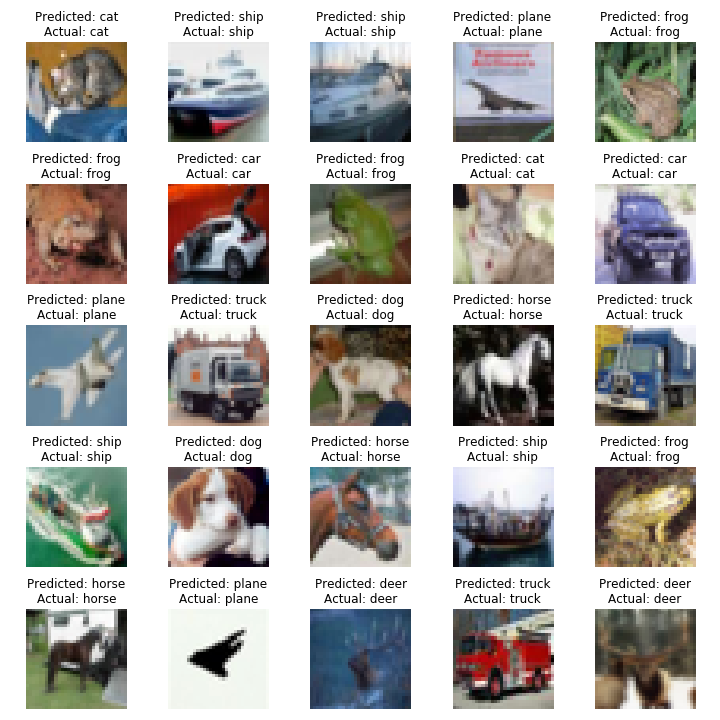 Predicted: cat
Actual: cat
Predicted: ship
Actual: ship
Predicted: ship
Actual: ship
Predicted: plane
Actual: plane
Predicted: frog
Actual: frog
Predicted: frog
Actual: frog
Predicted: car
Actual: car
Predicted: frog
Actual: frog
Predicted: cat
Actual: cat
Predicted: car
Actual: car
Predicted: plane
Actual: plane
Predicted: truck
Actual: truck
Predicted: dog
Actual: dog
Predicted: horse
Actual: horse
Predicted: truck
Actual: truck
Predicted: ship
Actual: ship
Predicted: dog
Actual: dog
Predicted: horse
Actual: horse
Predicted: ship
Actual: ship
Predicted: frog
Actual: frog
Predicted: horse
Actual: horse
Predicted: plane
Actual: plane
Predicted: deer
Actual: deer
Predicted: truck
Actual: truck
Predicted: deer
Actual: deer